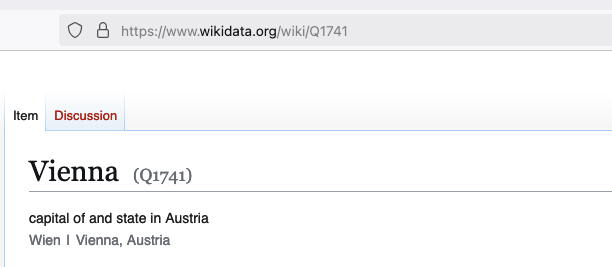 https://www.wikidata.org/wiki/Q1741
Item Discussion
Vienna (Q1741)
capital of and state in Austria
Wien | Vienna, Austria